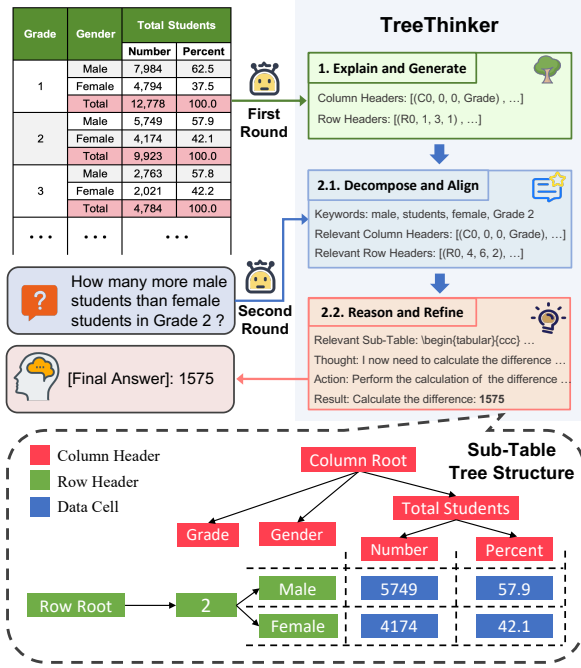 Grade Gender Total Students
Number Percent
1 Male 7,984 62.5
Female 4,794 37.5
Total 12,778 100.0
2 Male 5,749 57.9
Female 4,174 42.1
Total 9,923 100.0
3 Male 2,763 57.8
Female 2,021 42.2
Total 4,784 100.0
... ... ...
First
Round
How many more male
students than female
students in Grade 2 ?
Second
Round
[Final Answer]: 1575
TreeThinker
1. Explain and Generate
Column Headers: [(C0, 0, 0, Grade) , ...]
Row Headers: [(R0, 1, 3, 1) , ...]
2.1. Decompose and Align
Keywords: male, students, female, Grade 2
Relevant Column Headers: [(C0, 0, 0, Grade), ...]
Relevant Row Headers: [(R0, 4, 6, 2), ...]
2.2. Reason and Refine
Relevant Sub-Table: \begin{tabular}{ccc} ...
Thought: I now need to calculate the difference ...
Action: Perform the calculation of the difference ...
Result: Calculate the difference: 1575
Column Header
Row Header
Data Cell
Sub-Table
Tree Structure
Column Root
Total Students
Grade Gender
Number Percent
Row Root 2
Male 5749 57.9
Female 4174 42.1